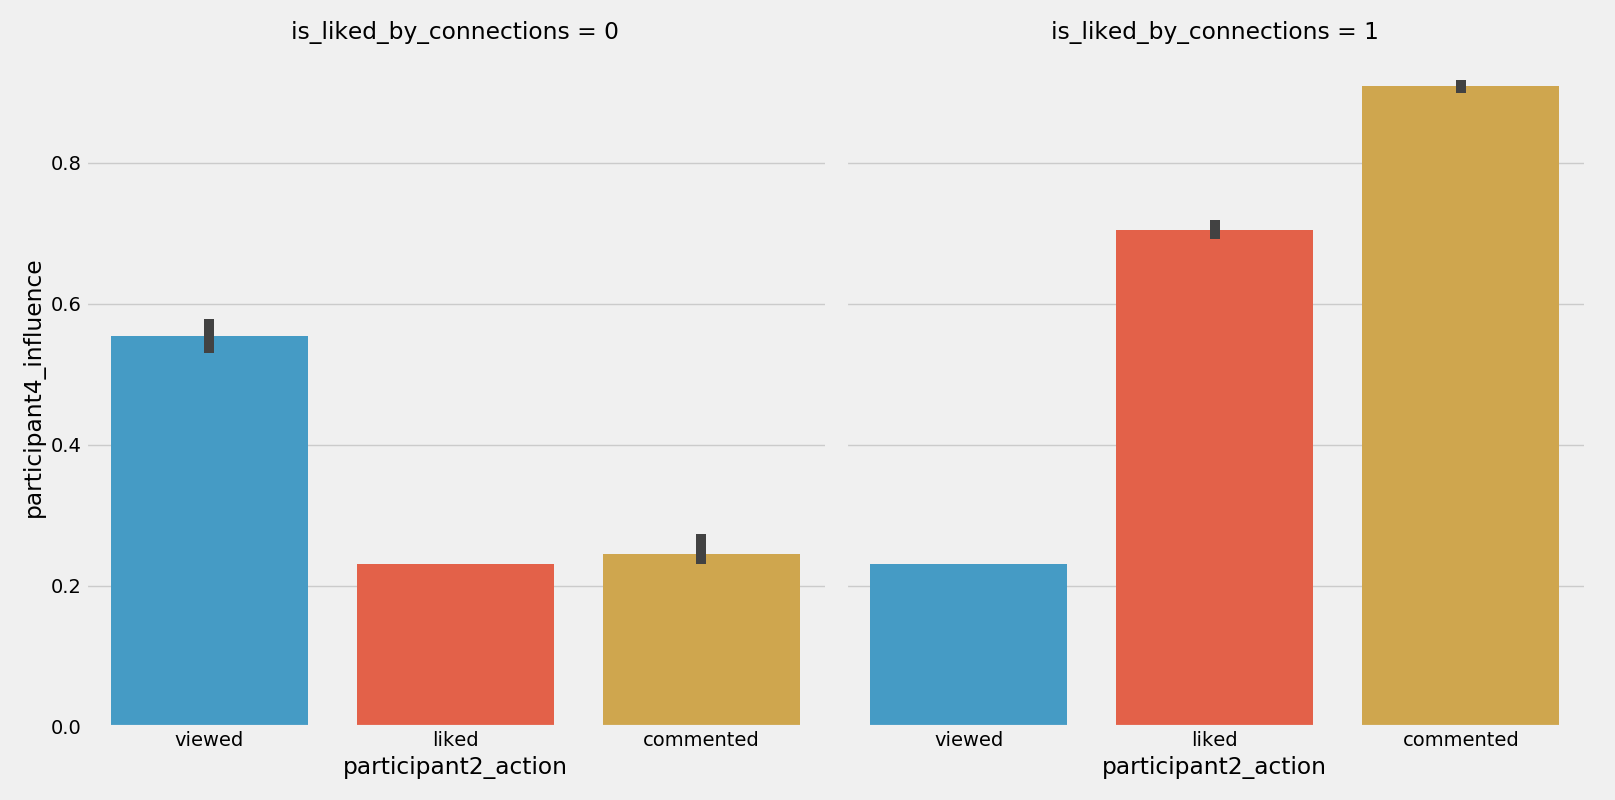 is_liked_by_connections = 0
is_liked_by_connections = 1
participant4_influence
0.8
0.6
0.4
0.2
0.0
viewed liked commented
viewed liked commented
participant2_action
participant2_action